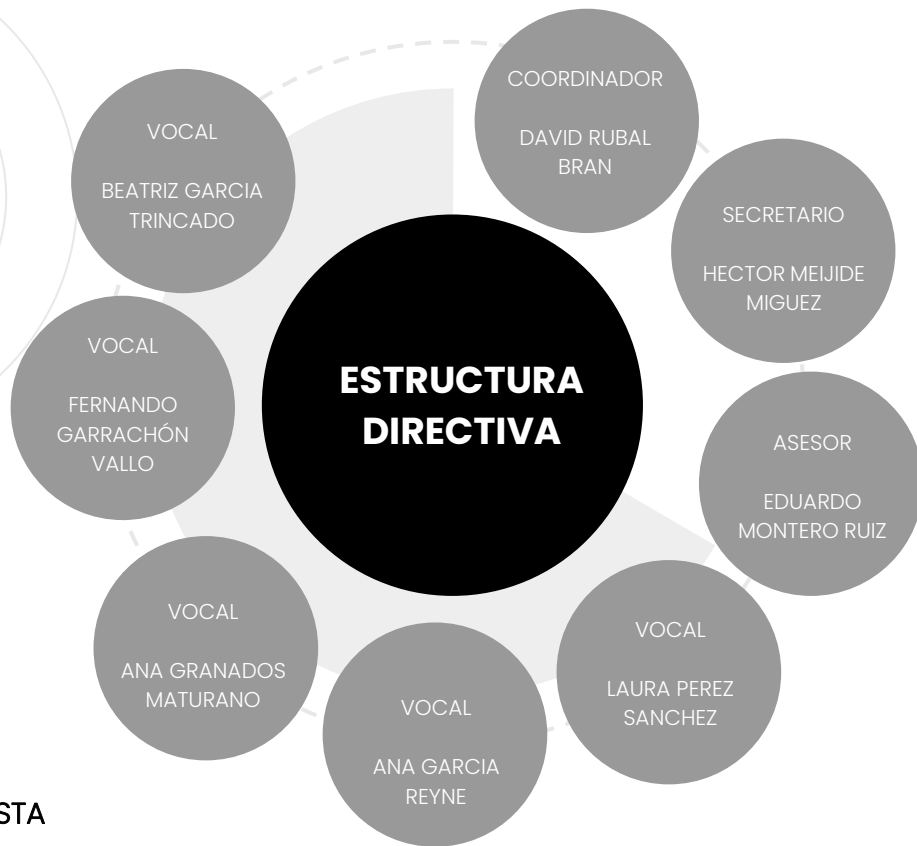 COORDINADOR
DAVID RUBAL
BRAN
SECRETARIO
HECTOR MEIJIDE
MIGUEZ
ASESOR
EDUARDO
MONTERO RUIZ
VOCAL
LAURA PEREZ
SANCHEZ
VOCAL
ANA GARCIA
REYNE
VOCAL
ANA GRANADOS
MATURANO
VOCAL
FERNANDO
GARRACHÓN
VALLO
VOCAL
BEATRIZ GARCIA
TRINCADO
ESTRUCTURA
DIRECTIVA